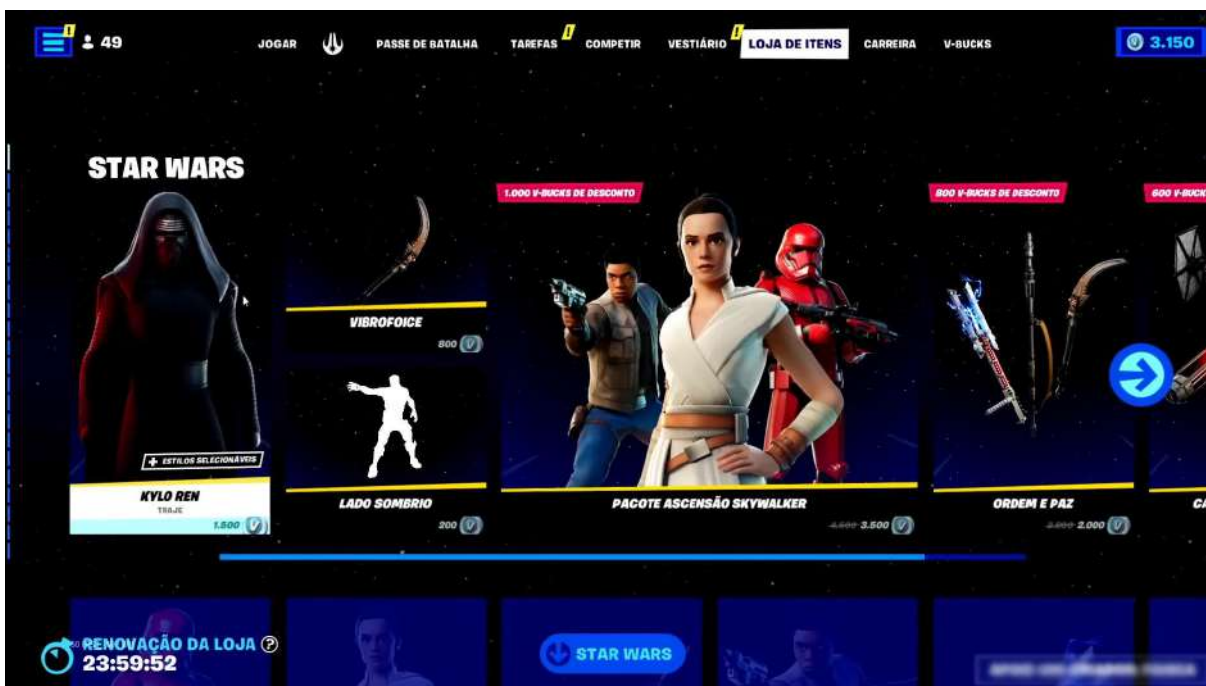 49
JOGAR
PASSE DE BATALHA
TAREFAS
COMPETIR
VESTIÁRIO
LOJA DE ITENS
CARREIRA
V-BUCKS
3.150
STAR WARS
+ ESTILOS SELECIONÁVEIS
KYLO REN
TRAJE
1.500
VIBROFOICE
800
LADO SOMBRIO
200
1.000 V-BUCKS DE DESCONTO
PACOTE ASCENSÃO SKYWALKER
4.500 3.500
800 V-BUCKS DE DESCONTO
ORDEM E PAZ
2.800 2.000
600 V-BUCK
RENOVAÇÃO DA LOJA ?
23:59:52
STAR WARS